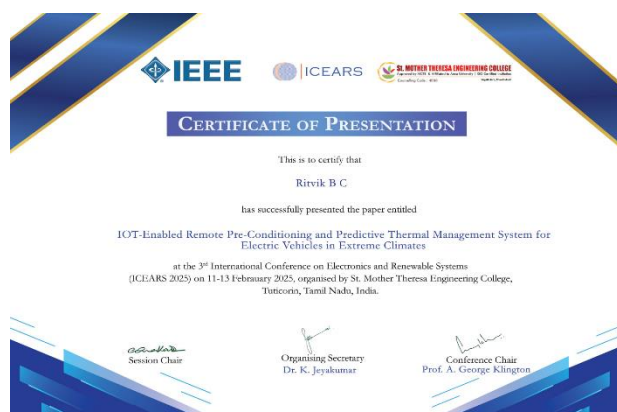 IEEE
ICEARS
ST. MOTHER THERESA ENGINEERING COLLEGE
CERTIFICATE OF PRESENTATION
This is to certify that
Ritvik B C
has successfully presented the paper entitled
IOT-Enabled Remote Pre-Conditioning and Predictive Thermal Management System for
Electric Vehicles in Extreme Climates
at the 3rd International Conference on Electronics and Renewable Systems
(ICEARS 2025) on 11-13 Febrauary 2025, organised by St. Mother Theresa Engineering College,
Tuticorin, Tamil Nadu, India.
Session Chair
Organising Secretary
Dr. K. Jeyakumar
Conference Chair
Prof. A. George Klington